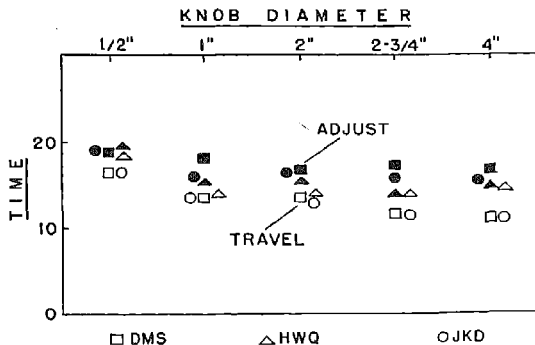 KNOB DIAMETER
1/2" 1" 2" 2-3/4" 4"
20
ADJUST
TIME
10
TRAVEL
0
DMS HWQ JKD